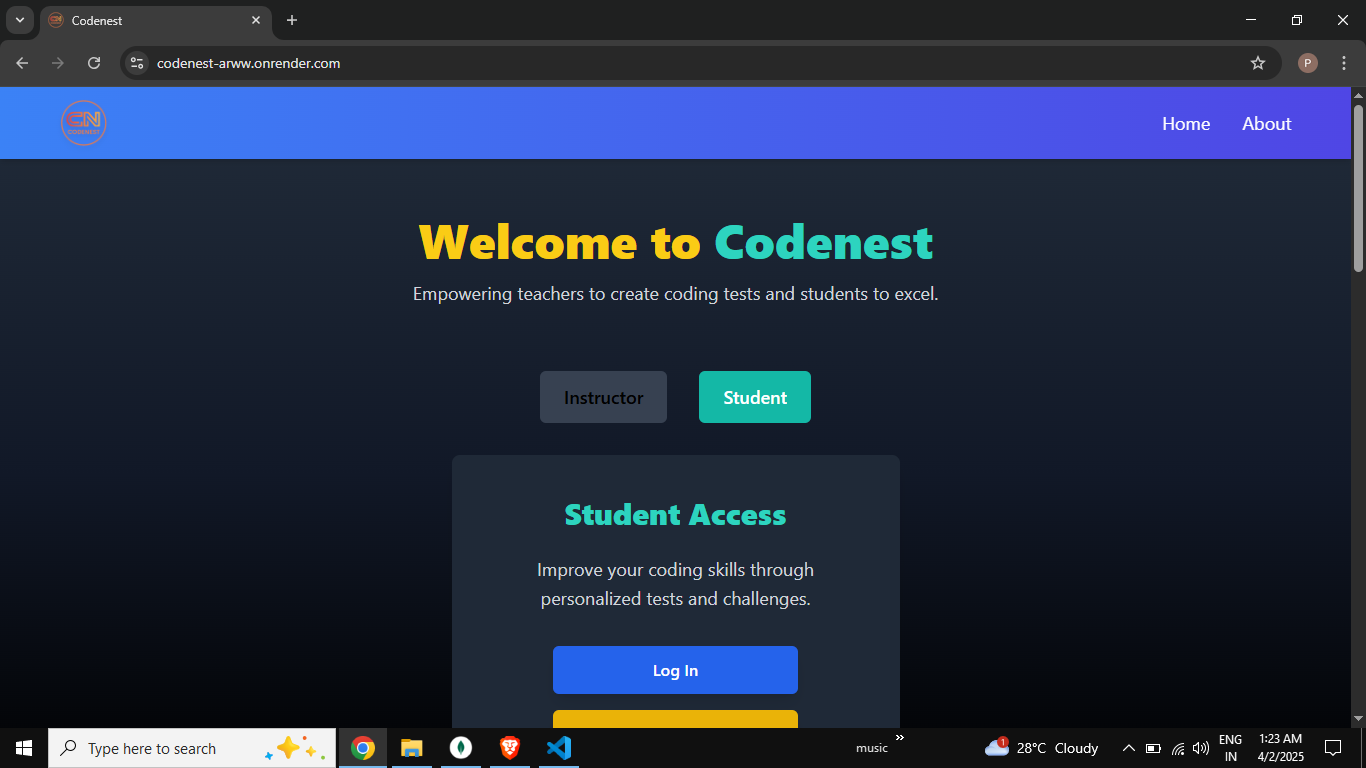 Codenest
codenest-arww.onrender.com
P
CN
CODENEST
Home
About
Welcome to Codenest
Empowering teachers to create coding tests and students to excel.
Instructor
Student
Student Access
Improve your coding skills through
personalized tests and challenges.
Log In
Type here to search
music
1
28°C Cloudy
ENG
IN
1:23 AM
4/2/2025